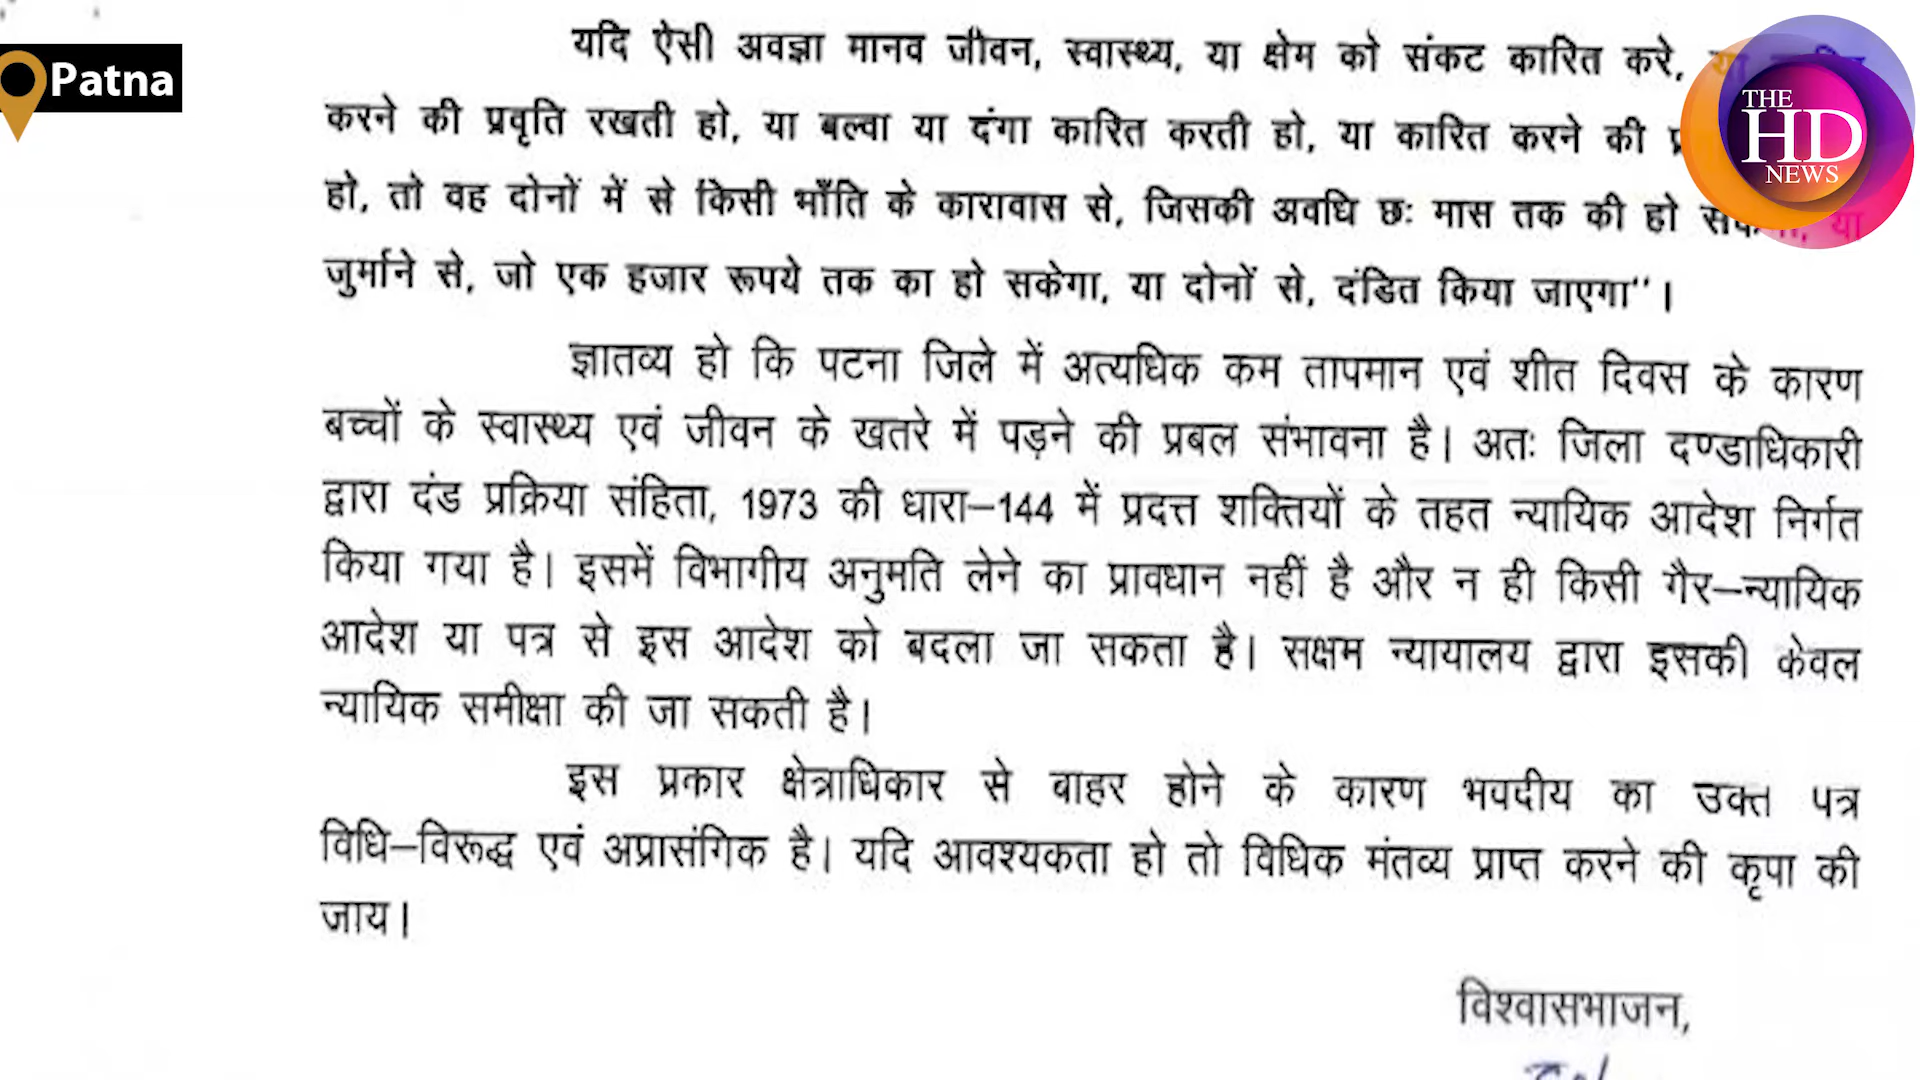 Patna
THE
HD
NEWS
यदि ऐसी अवज्ञा मानव जीवन, स्वास्थ्य, या क्षेम को संकट कारित करे, या
करने की प्रवृति रखती हो, या बल्वा या दंगा कारित करती हो, या कारित करने की
हो, तो वह दोनों में से किसी भाँति के कारावास से, जिसकी अवधि छः मास तक की हो या
जुर्माने से, जो एक हजार रूपये तक का हो सकेगा, या दोनों से, दंडित किया जाएगा''।
ज्ञातव्य हो कि पटना जिले में अत्यधिक कम तापमान एवं शीत दिवस के कारण
बच्चों के स्वास्थ्य एवं जीवन के खतरे में पड़ने की प्रबल संभावना है। अतः जिला दण्डाधिकारी
द्वारा दंड प्रक्रिया संहिता, 1973 की धारा–144 में प्रदत्त शक्तियों के तहत न्यायिक आदेश निर्गत
किया गया है। इसमें विभागीय अनुमति लेने का प्रावधान नहीं है और न ही किसी गैर–न्यायिक
आदेश या पत्र से इस आदेश को बदला जा सकता है। सक्षम न्यायालय द्वारा इसकी केवल
न्यायिक समीक्षा की जा सकती है।
इस प्रकार क्षेत्राधिकार से बाहर होने के कारण भवदीय का उक्त पत्र
विधि–विरूद्ध एवं अप्रासंगिक है। यदि आवश्यकता हो तो विधिक मंतव्य प्राप्त करने की कृपा की
जाय।
विश्वासभाजन,